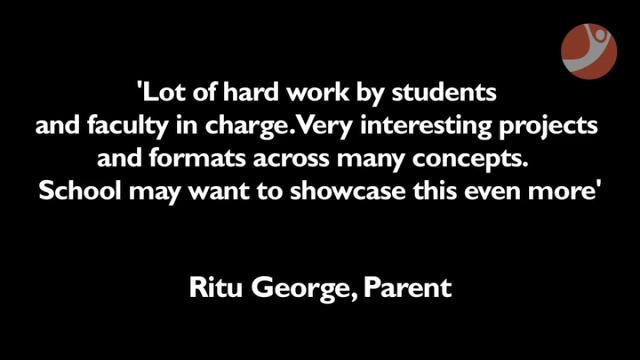 'Lot of hard work by students
and faculty in charge. Very interesting projects
and formats across many concepts.
School may want to showcase this even more'
Ritu George, Parent